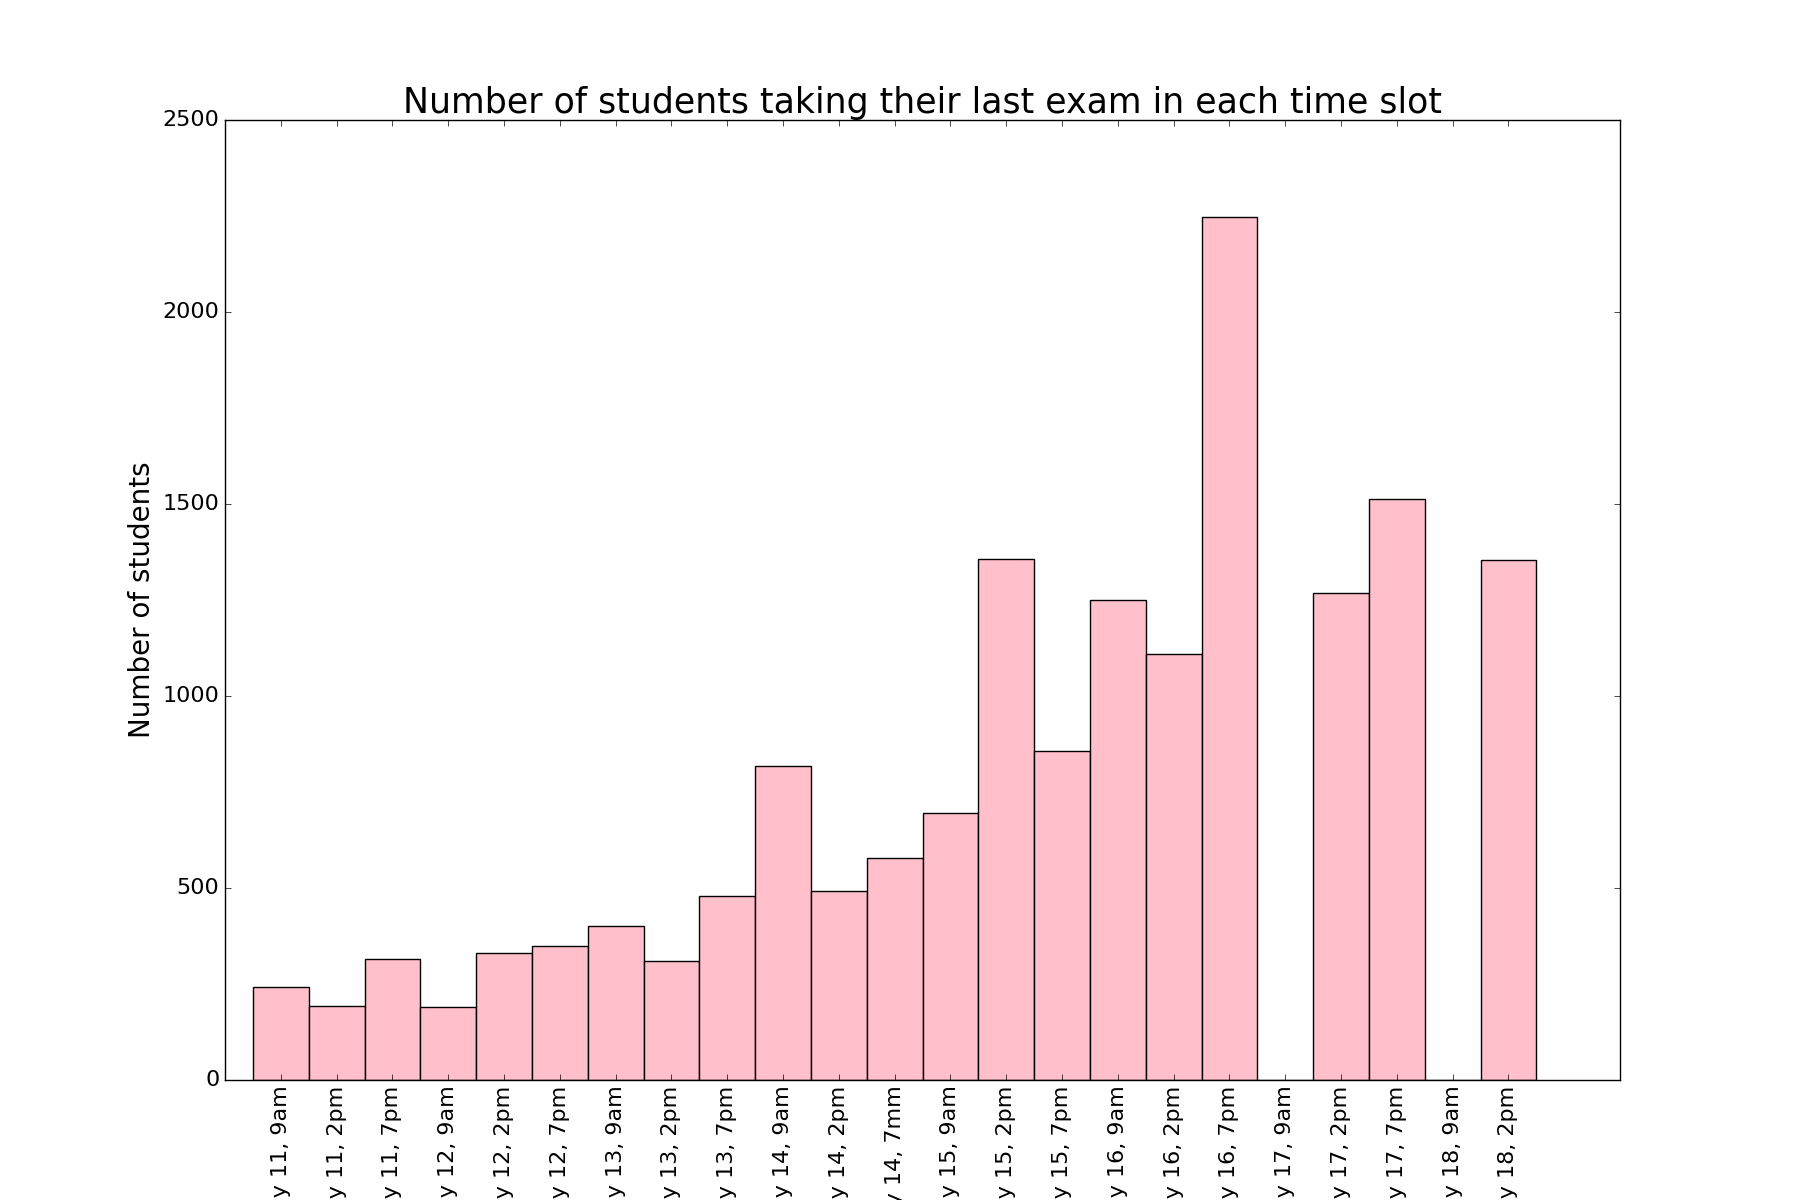 Number of students taking their last exam in each time slot
Number of students
2500
2000
1500
1000
500
0
y 11, 9am
y 11, 2pm
y 11, 7pm
y 12, 9am
y 12, 2pm
y 12, 7pm
y 13, 9am
y 13, 2pm
y 13, 7pm
y 14, 9am
y 14, 2pm
y 14, 7mm
y 15, 9am
y 15, 2pm
y 15, 7pm
y 16, 9am
y 16, 2pm
y 16, 7pm
y 17, 9am
y 17, 2pm
y 17, 7pm
y 18, 9am
y 18, 2pm